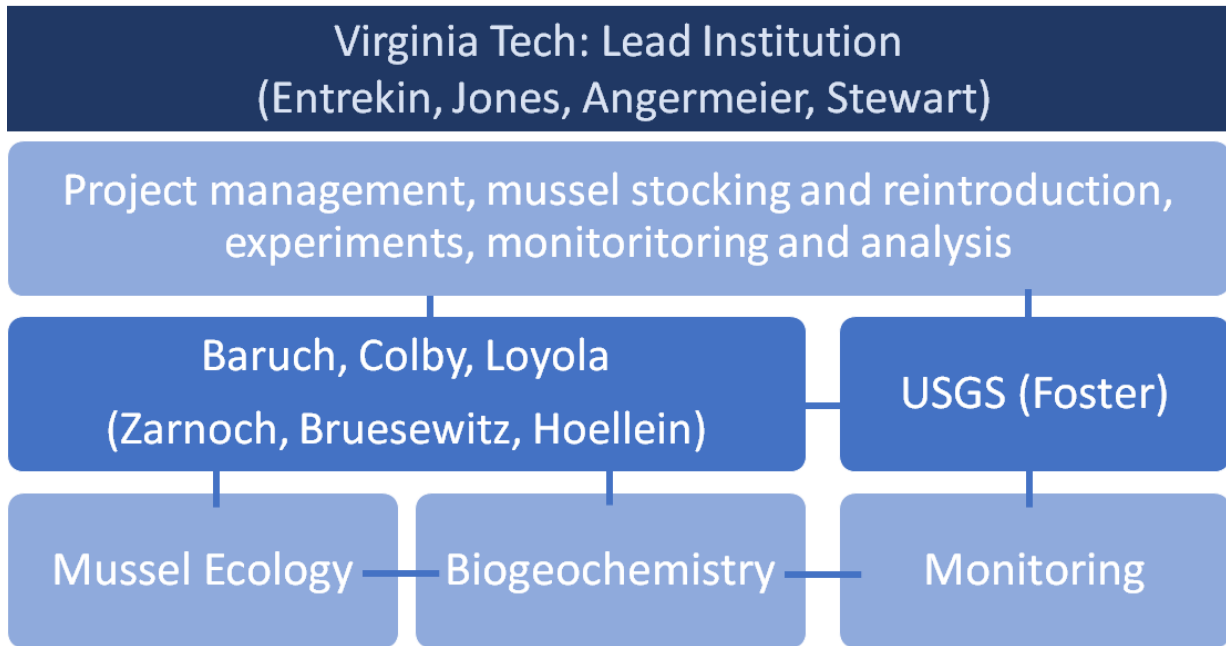 Virginia Tech: Lead Institution
(Entrekin, Jones, Angermeier, Stewart)
Project management, mussel stocking and reintroduction,
experiments, monitoritoring and analysis
Baruch, Colby, Loyola
(Zarnoch, Bruesewitz, Hoellein)
USGS (Foster)
Mussel Ecology
Biogeochemistry
Monitoring